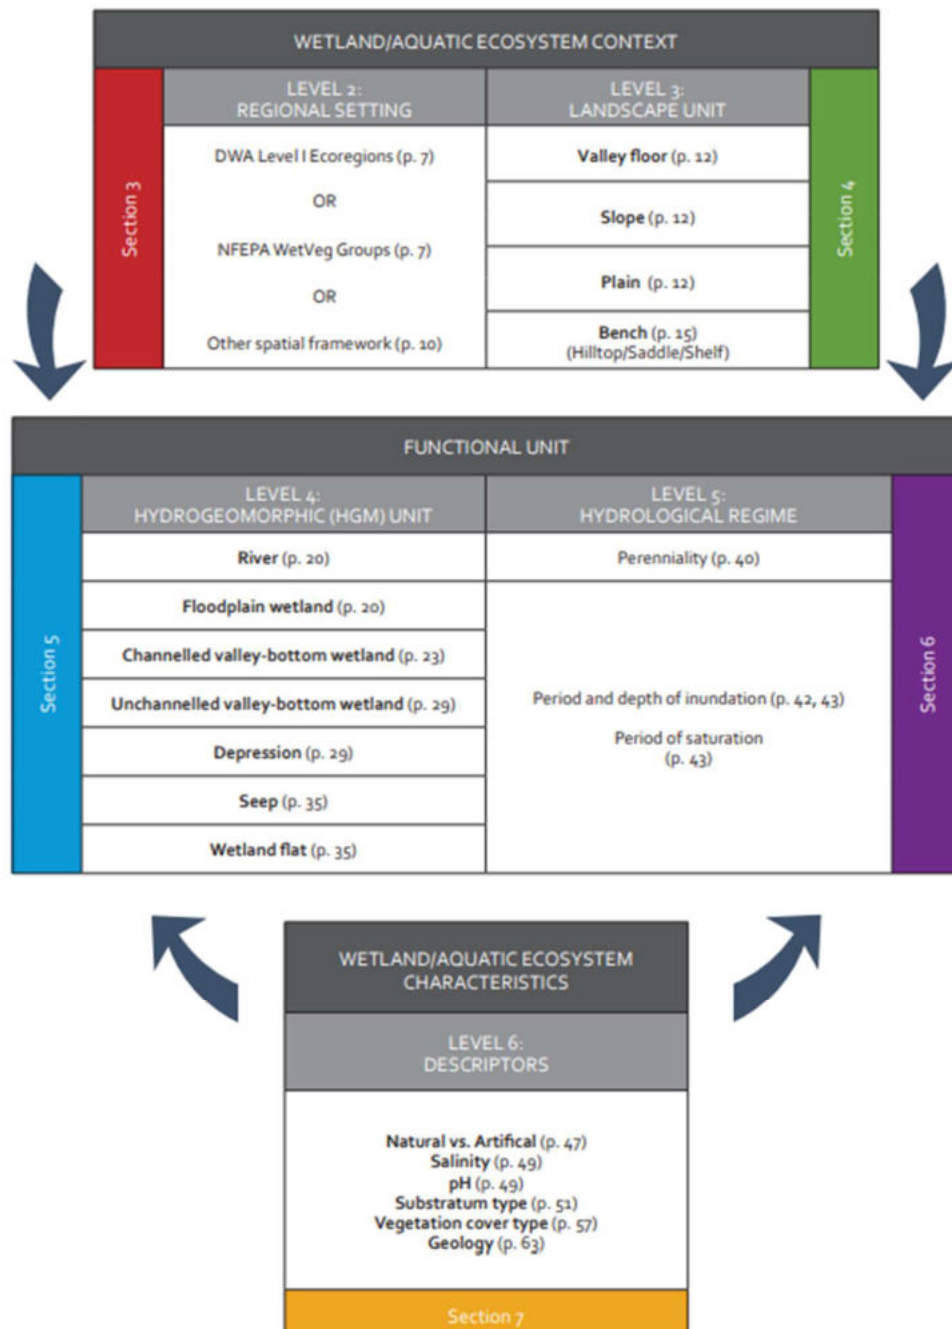 WETLAND/AQUATIC ECOSYSTEM CONTEXT
Section 3
LEVEL 2:
REGIONAL SETTING
DWA Level I Ecoregions (p. 7)
OR
NFEPA WetVeg Groups (p. 7)
OR
Other spatial framework (p. 10)
LEVEL 3:
LANDSCAPE UNIT
Valley floor (p. 12)
Slope (p. 12)
Plain (p. 12)
Bench (p. 15)
(Hilltop/Saddle/Shelf)
Section 4
FUNCTIONAL UNIT
Section 5
LEVEL 4:
HYDROGEOMORPHIC (HGM) UNIT
River (p. 20)
Floodplain wetland (p. 20)
Channelled valley-bottom wetland (p. 23)
Unchannelled valley-bottom wetland (p. 29)
Depression (p. 29)
Seep (p. 35)
Wetland flat (p. 35)
LEVEL 5:
HYDROLOGICAL REGIME
Perenniality (p. 40)
Period and depth of inundation (p. 42, 43)
Period of saturation
(p. 43)
Section 6
WETLAND/AQUATIC ECOSYSTEM
CHARACTERISTICS
LEVEL 6:
DESCRIPTORS
Natural vs. Artifical (p. 47)
Salinity (p. 49)
pH (p. 49)
Substratum type (p. 51)
Vegetation cover type (p. 57)
Geology (p. 63)
Section 7